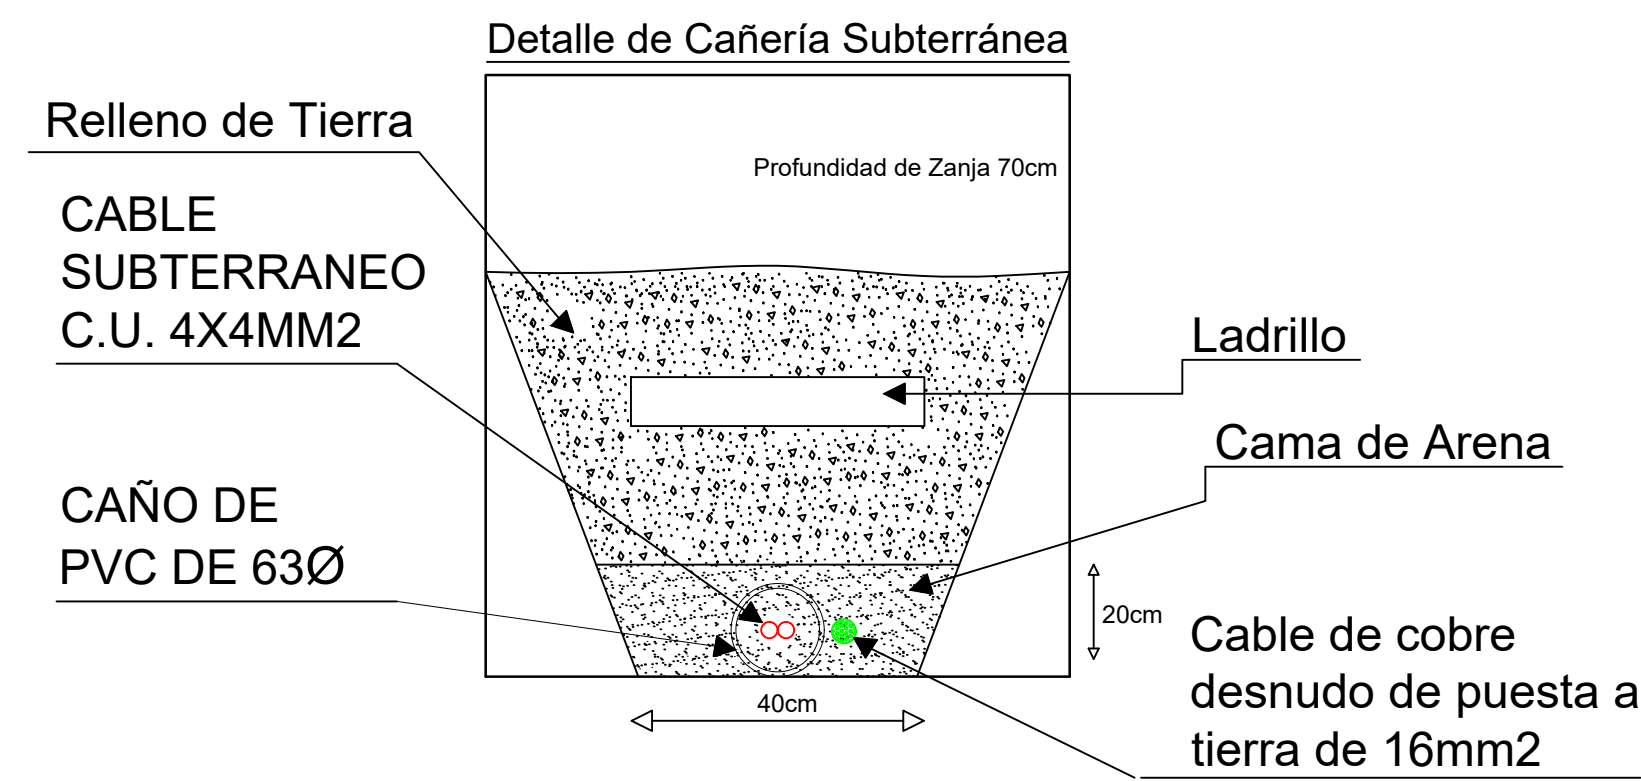 Detalle de Cañería Subterránea
Relleno de Tierra
Profundidad de Zanja 70cm
CABLE
SUBTERRANEO
C.U. 4X4MM2
Ladrillo
Cama de Arena
CAÑO DE
PVC DE 63Ø
20cm
Cable de cobre
desnudo de puesta a
tierra de 16mm2
40cm